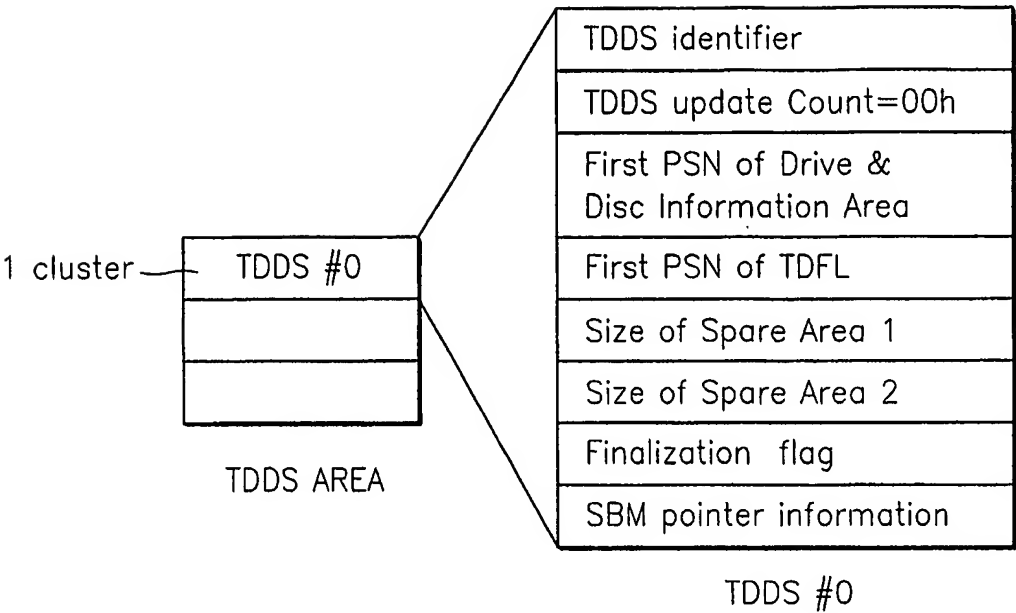 1 cluster
TDDS #0
TDDS AREA
TDDS identifier
TDDS update Count=00h
First PSN of Drive &
Disc Information Area
First PSN of TDFL
Size of Spare Area 1
Size of Spare Area 2
Finalization flag
SBM pointer information
TDDS #0